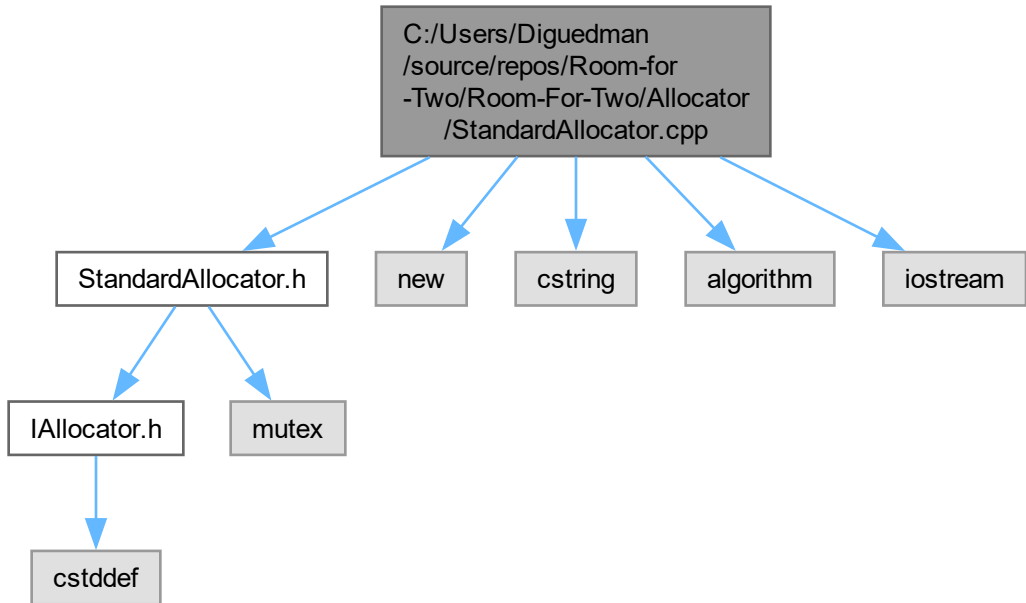 C:/Users/Diguedman
/source/repos/Room-for
-Two/Room-For-Two/Allocator
/StandardAllocator.cpp
StandardAllocator.h
new
cstring
algorithm
iostream
IAllocator.h
mutex
cstddef